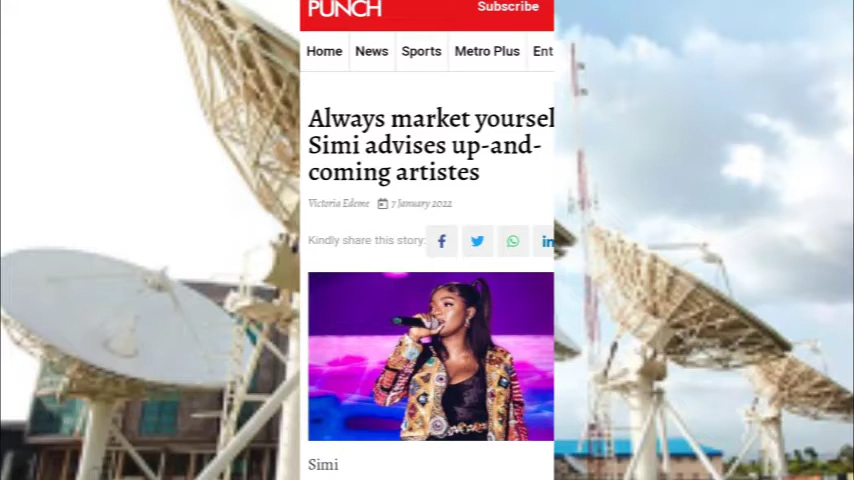 PUNCH
Subscribe
Home News Sports Metro Plus Ent
Always market yoursel
Simi advises up-and-
coming artistes
Victoria Edeme 7 January 2022
Kindly share this story:
f in
Simi